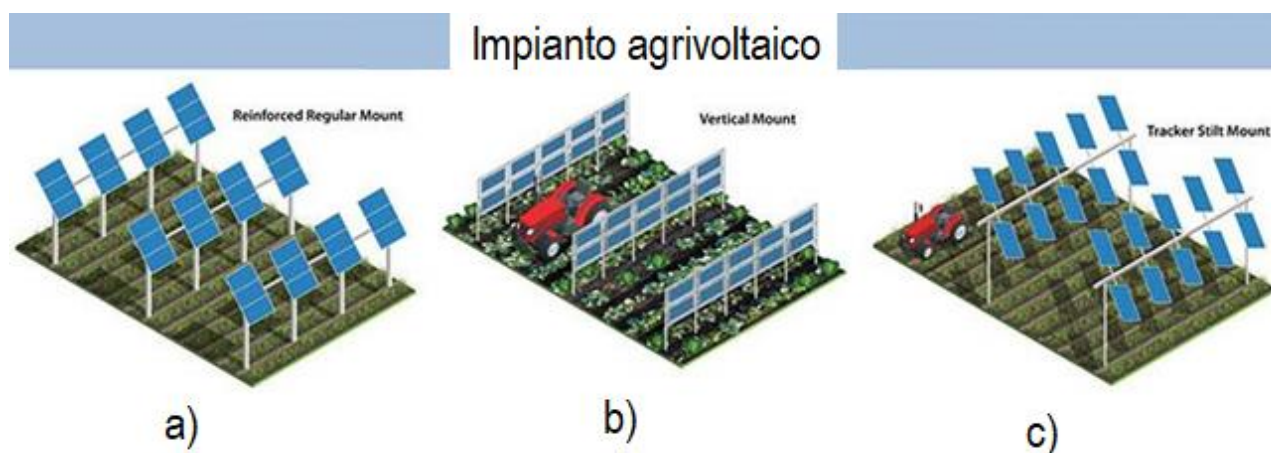 Impianto agrivoltaico
Reinforced Regular Mount
Vertical Mount
Tracker Stilt Mount
a)
b)
c)